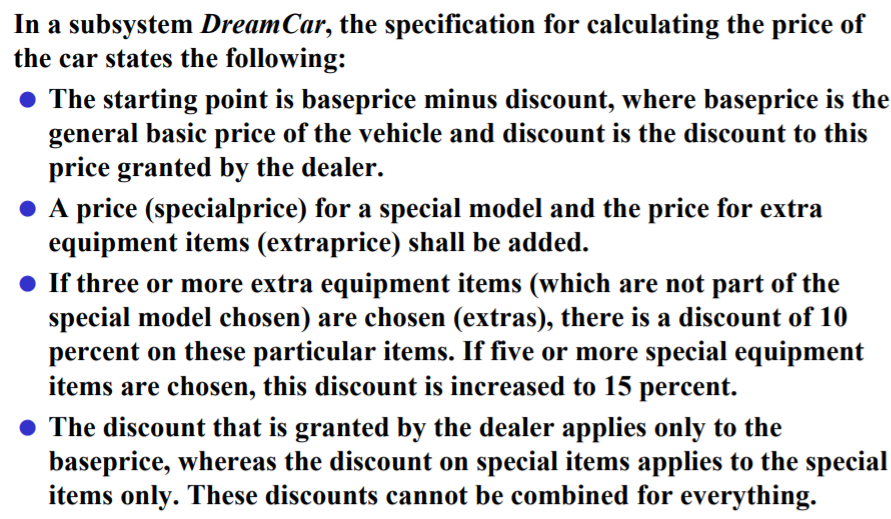 In a subsystem DreamCar, the specification for calculating the price of
the car states the following:
● The starting point is baseprice minus discount, where baseprice is the
general basic price of the vehicle and discount is the discount to this
price granted by the dealer.
● A price (specialprice) for a special model and the price for extra
equipment items (extraprice) shall be added.
● If three or more extra equipment items (which are not part of the
special model chosen) are chosen (extras), there is a discount of 10
percent on these particular items. If five or more special equipment
items are chosen, this discount is increased to 15 percent.
● The discount that is granted by the dealer applies only to the
baseprice, whereas the discount on special items applies to the special
items only. These discounts cannot be combined for everything.